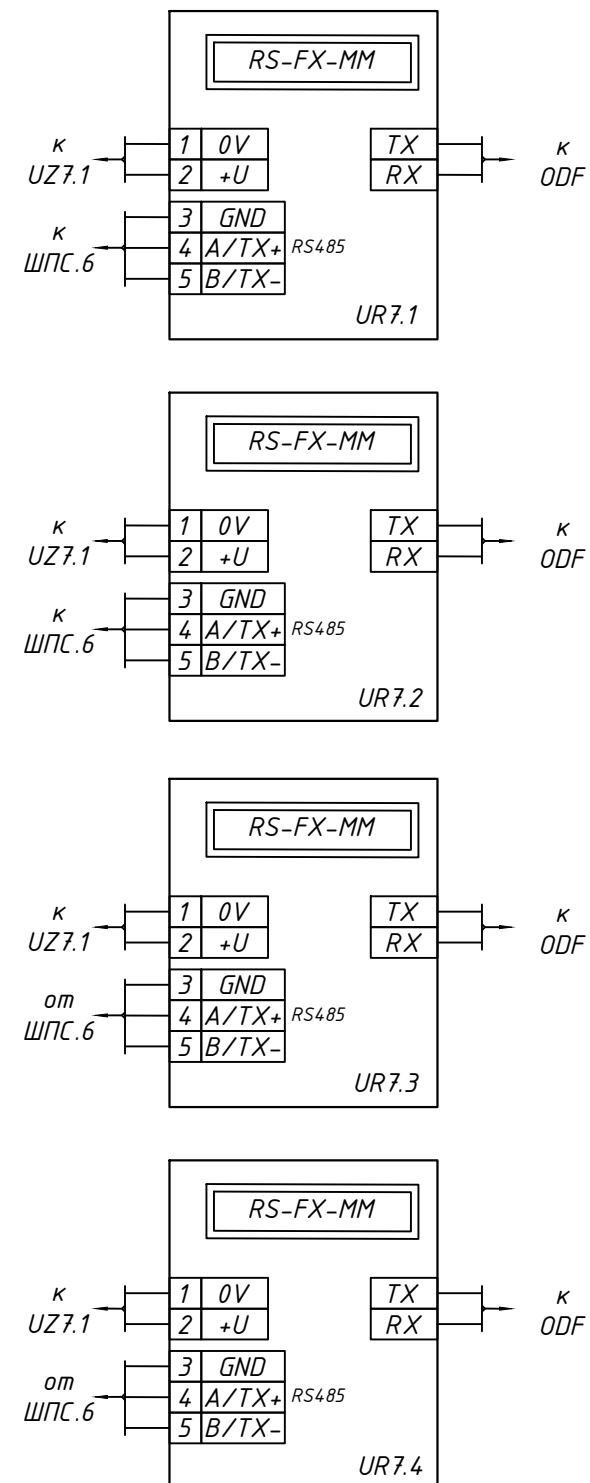 RS-FX-MM
к
UZ7.1
1 0V
2 +U
TX
RX
к
ODF
к
ШПС.6
3 GND
4 A/TX+ RS485
5 B/TX-
UR7.1
RS-FX-MM
к
UZ7.1
1 0V
2 +U
TX
RX
к
ODF
к
ШПС.6
3 GND
4 A/TX+ RS485
5 B/TX-
UR7.2
RS-FX-MM
к
UZ7.1
1 0V
2 +U
TX
RX
к
ODF
от
ШПС.6
3 GND
4 A/TX+ RS485
5 B/TX-
UR7.3
RS-FX-MM
к
UZ7.1
1 0V
2 +U
TX
RX
к
ODF
от
ШПС.6
3 GND
4 A/TX+ RS485
5 B/TX-
UR7.4